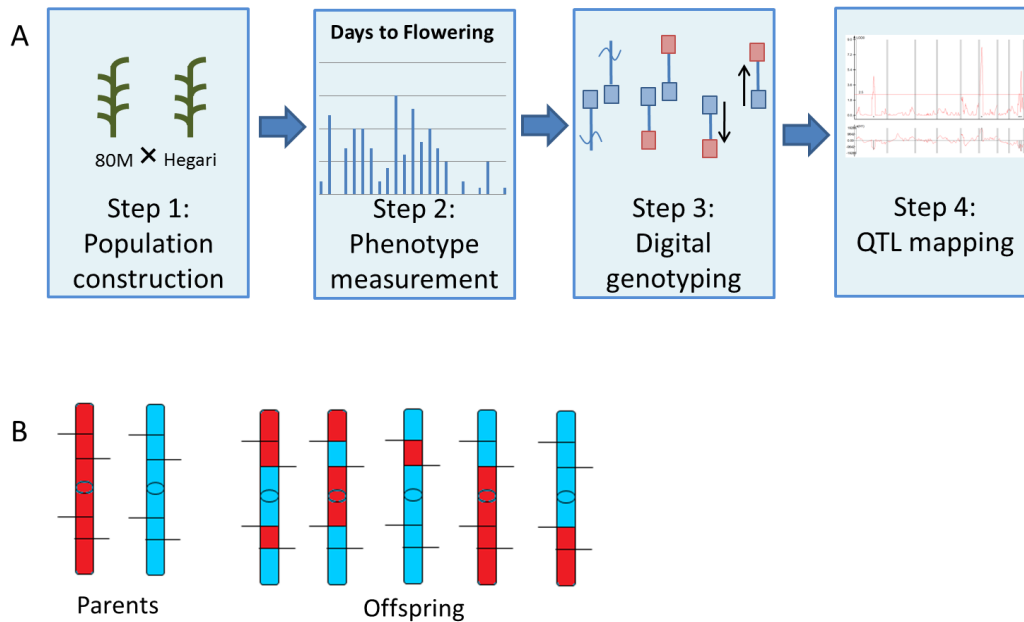 A
80M × Hegari
Step 1:
Population
construction
Days to Flowering
Step 2:
Phenotype
measurement
Step 3:
Digital
genotyping
Step 4:
QTL mapping
B
Parents
Offspring